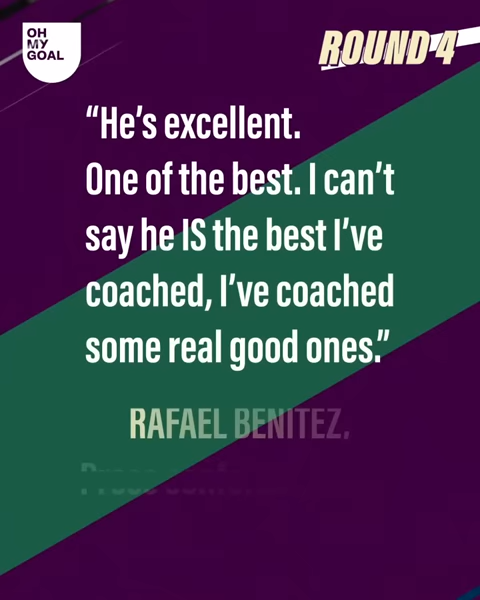 OH
MY
GOAL
ROUND 4
“He’s excellent.
One of the best. I can’t
say he IS the best I’ve
coached, I’ve coached
some real good ones.”
RAFAEL BENITEZ,
Press